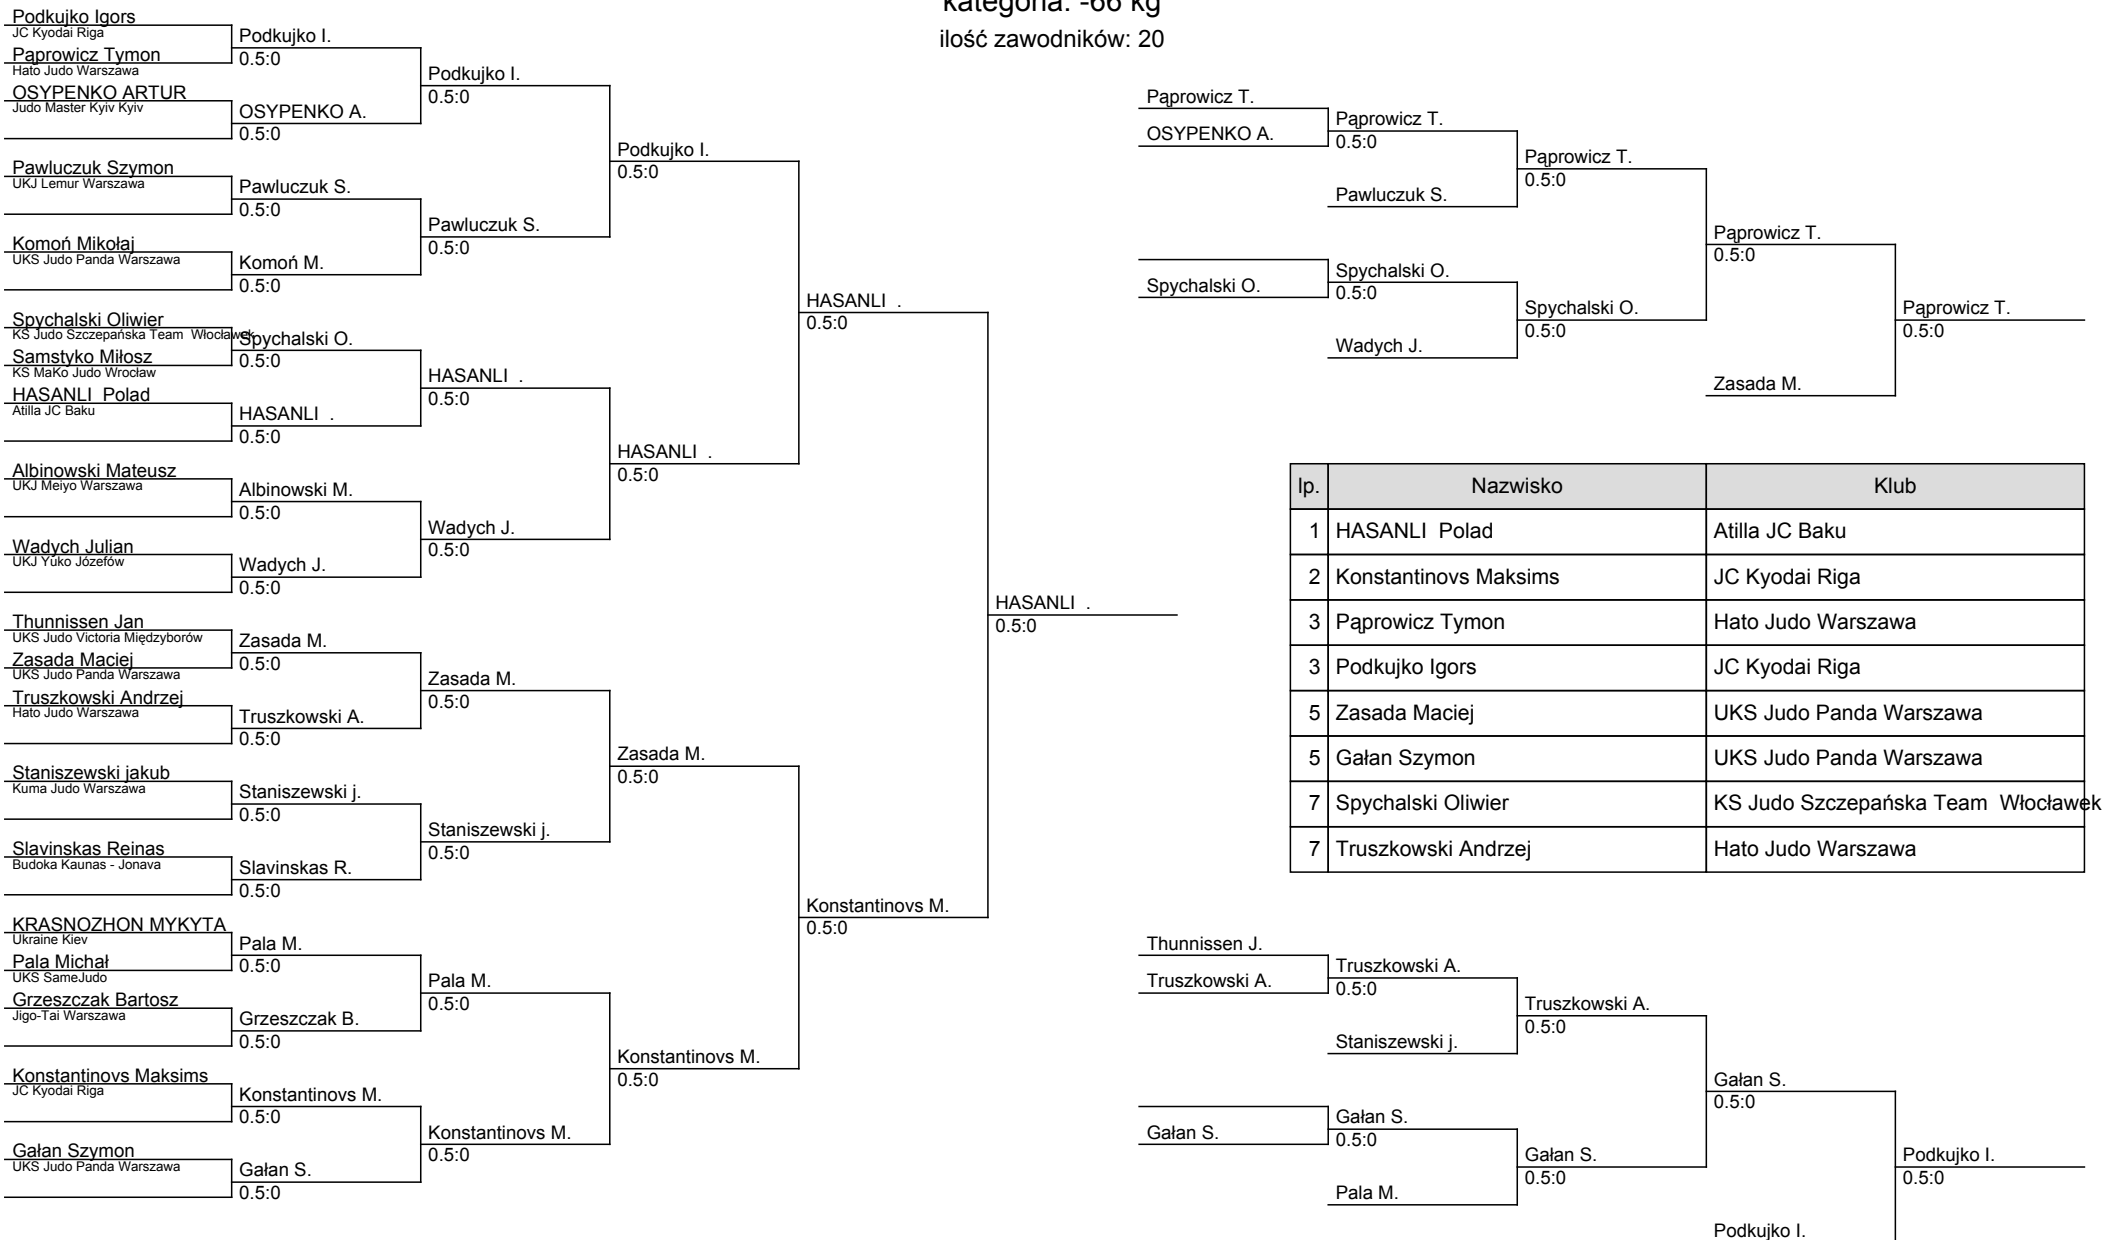 kategoria: -66 kg
ilość zawodników: 20
Podkujko Igors
JC Kyodai Riga
Pąprowicz Tymon
Hato Judo Warszawa
OSYPENKO ARTUR
Judo Master Kyiv Kyiv
Pawluczuk Szymon
UKJ Lemur Warszawa
Komoń Mikołaj
UKS Judo Panda Warszawa
Spychalski Oliwier
KS Judo Szczepańska Team Włocławek
Samstyko Miłosz
KS MaKo Judo Wrocław
HASANLI Polad
Atilla JC Baku
Albinowski Mateusz
UKJ Meiyo Warszawa
Wadych Julian
UKJ Yuko Józefów
Thunnissen Jan
UKS Judo Victoria Międzyborów
Zasada Maciej
UKS Judo Panda Warszawa
Truszkowski Andrzej
Hato Judo Warszawa
Staniszewski jakub
Kuma Judo Warszawa
Slavinskas Reinas
Budoka Kaunas - Jonava
KRASNOZHON MYKYTA
Ukraine Kiev
Pala Michał
UKS SameJudo
Grzeszczak Bartosz
Jigo-Tai Warszawa
Konstantinovs Maksims
JC Kyodai Riga
Gałan Szymon
UKS Judo Panda Warszawa
Podkujko I.
0.5:0
OSYPENKO A.
0.5:0
Pawluczuk S.
0.5:0
Komoń M.
0.5:0
Spychalski O.
0.5:0
HASANLI .
0.5:0
Albinowski M.
0.5:0
Wadych J.
0.5:0
Zasada M.
0.5:0
Truszkowski A.
0.5:0
Staniszewski j.
0.5:0
Slavinskas R.
0.5:0
Pala M.
0.5:0
Grzeszczak B.
0.5:0
Konstantinovs M.
0.5:0
Gałan S.
0.5:0
Podkujko I.
0.5:0
Pawluczuk S.
0.5:0
HASANLI .
0.5:0
Wadych J.
0.5:0
Zasada M.
0.5:0
Staniszewski j.
0.5:0
Pala M.
0.5:0
Konstantinovs M.
0.5:0
Podkujko I.
0.5:0
HASANLI .
0.5:0
Zasada M.
0.5:0
Konstantinovs M.
0.5:0
HASANLI .
0.5:0
Konstantinovs M.
0.5:0
HASANLI .
0.5:0
Pąprowicz T.
OSYPENKO A.
Spychalski O.
Pąprowicz T.
0.5:0
Pawluczuk S.
Spychalski O.
0.5:0
Wadych J.
Pąprowicz T.
0.5:0
Spychalski O.
0.5:0
Pąprowicz T.
0.5:0
Zasada M.
Pąprowicz T.
0.5:0
lp. Nazwisko Klub
1 HASANLI Polad Atilla JC Baku
2 Konstantinovs Maksims JC Kyodai Riga
3 Pąprowicz Tymon Hato Judo Warszawa
3 Podkujko Igors JC Kyodai Riga
5 Zasada Maciej UKS Judo Panda Warszawa
5 Gałan Szymon UKS Judo Panda Warszawa
7 Spychalski Oliwier KS Judo Szczepańska Team Włocławek
7 Truszkowski Andrzej Hato Judo Warszawa
Thunnissen J.
Truszkowski A.
Gałan S.
Truszkowski A.
0.5:0
Staniszewski j.
Gałan S.
0.5:0
Pala M.
Truszkowski A.
0.5:0
Gałan S.
0.5:0
Gałan S.
0.5:0
Podkujko I.
Podkujko I.
0.5:0